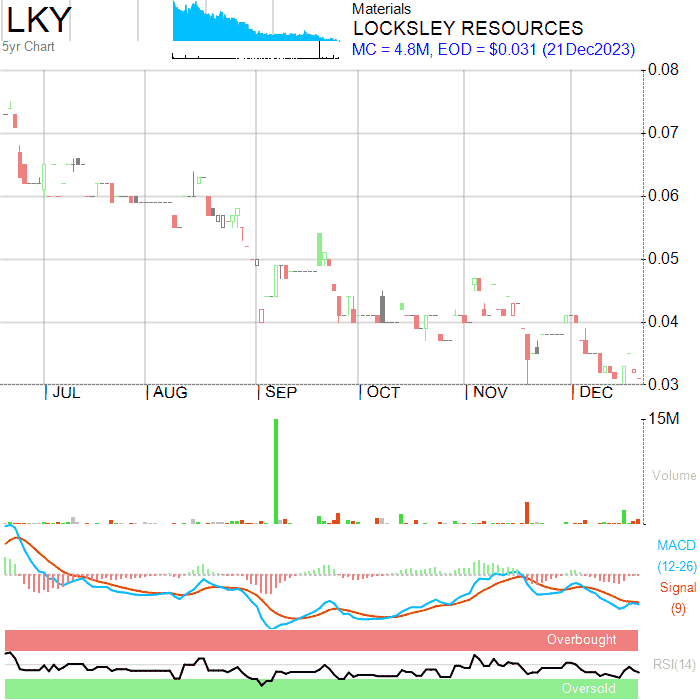 LKY
5yr Chart
Materials
LOCKSLEY RESOURCES
MC = 4.8M, EOD = $0.031 (21Dec2023)
0.08
0.07
0.06
0.05
0.04
0.03
JUL
AUG
SEP
OCT
NOV
DEC
15M
Volume
MACD
(12-26)
Signal
(9)
Overbought
RSI(14)
Oversold